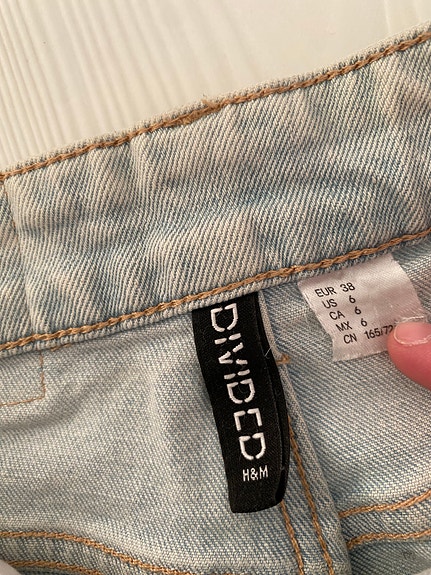 DIVIDED
H&M
EUR 38
US 6
CA 6
MX 6
CN 165/72